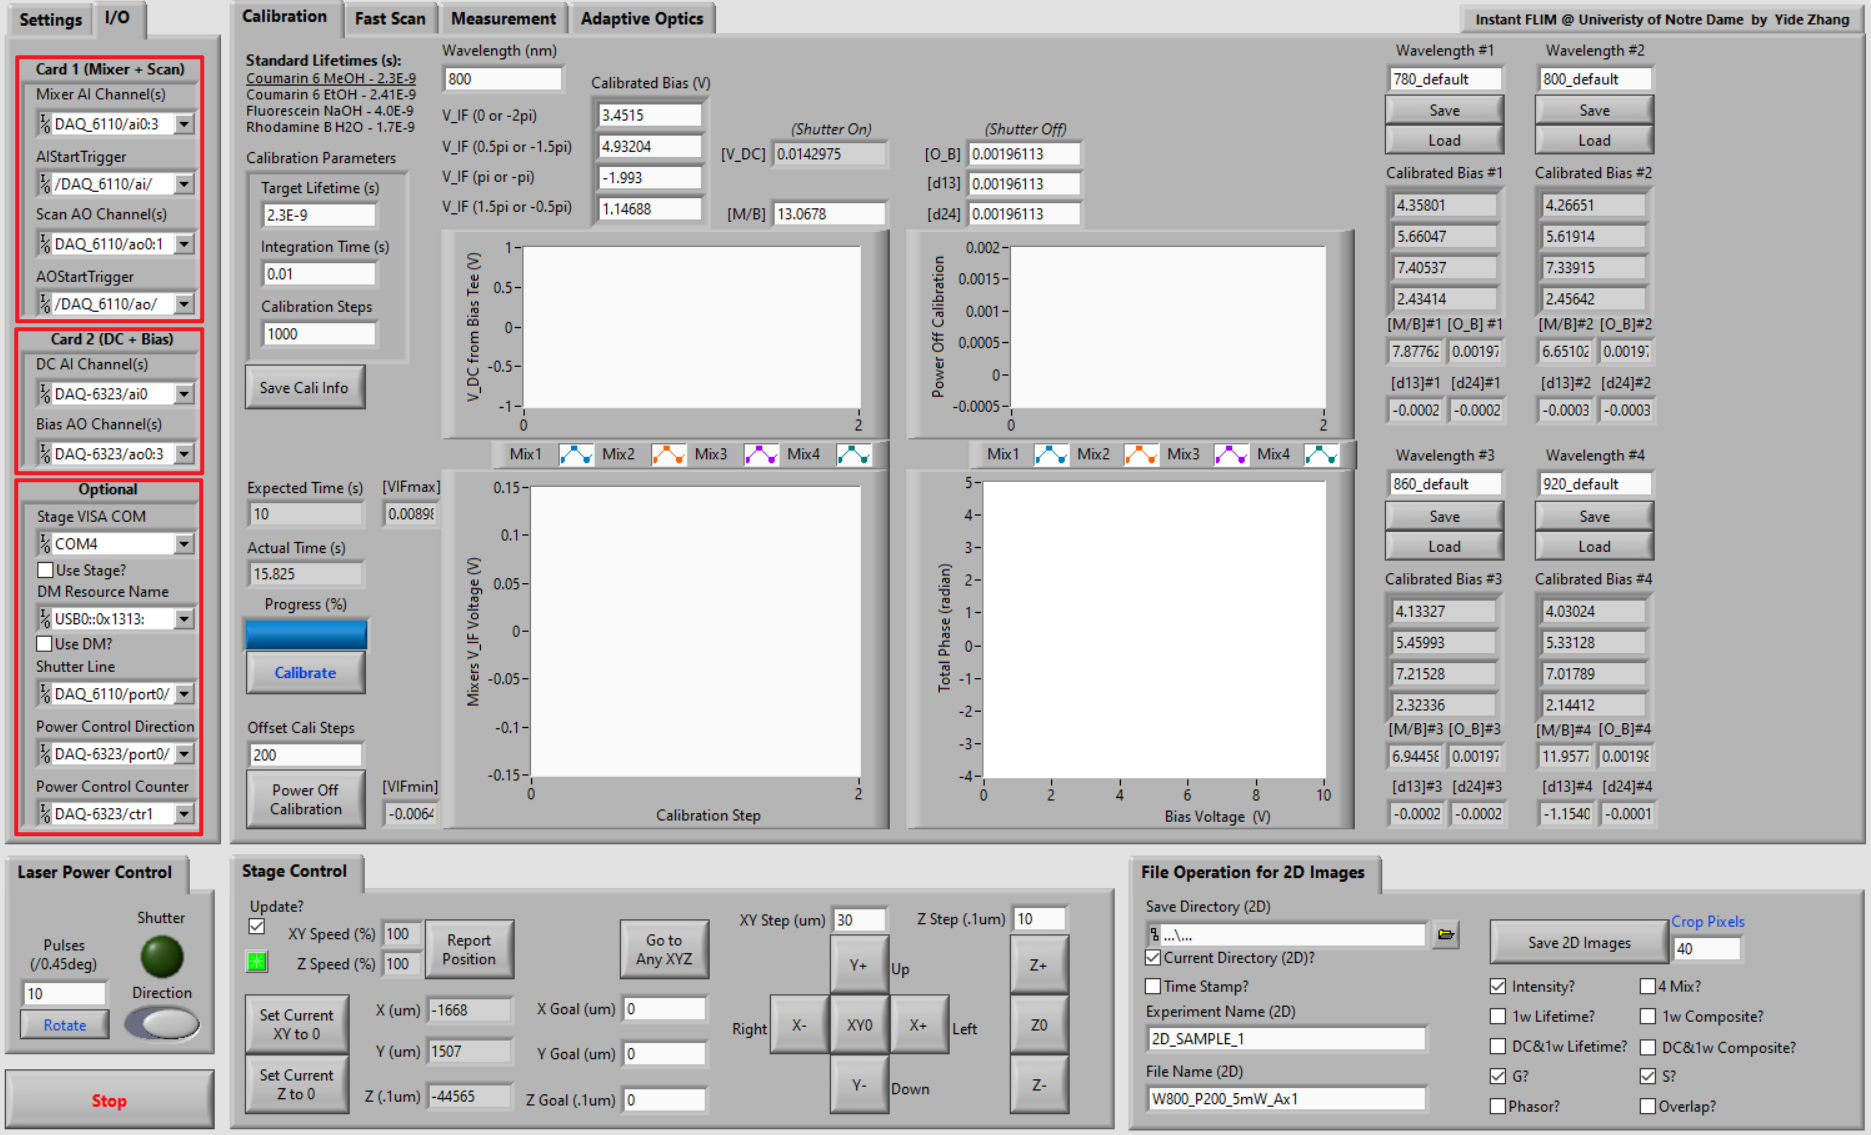 Settings
I/O
Card 1 (Mixer + Scan)
Mixer AI Channel(s)
DAQ_6110/ai0:3
AIStartTrigger
/DAQ_6110/ai/
Scan AO Channel(s)
DAQ_6110/ao0:1
AOStartTrigger
/DAQ_6110/ao/
Card 2 (DC + Bias)
DC AI Channel(s)
DAQ-6323/ai0
Bias AO Channel(s)
DAQ-6323/ao0:3
Optional
Stage VISA COM
COM4
Use Stage?
DM Resource Name
USB0::0x1313:
Use DM?
Shutter Line
DAQ_6110/port0/
Power Control Direction
DAQ-6323/port0/
Power Control Counter
DAQ-6323/ctr1
Calibration
Fast Scan
Measurement
Adaptive Optics
Instant FLIM @ Univeristy of Notre Dame by Yide Zhang
Standard Lifetimes (s):
Coumarin 6 MeOH - 2.3E-9
Coumarin 6 EtOH - 2.41E-9
Fluorescein NaOH - 4.0E-9
Rhodamine B H2O - 1.7E-9
Calibration Parameters
Target Lifetime (s)
2.3E-9
Integration Time (s)
0.01
Calibration Steps
1000
Save Cali Info
Wavelength (nm)
800
Calibrated Bias (V)
V_IF (0 or -2pi)
3.4515
V_IF (0.5pi or -1.5pi)
4.93204
V_IF (pi or -pi)
-1.993
V_IF (1.5pi or -0.5pi)
1.14688
(Shutter On)
[V_DC] 0.0142975
[M/B] 13.0678
(Shutter Off)
[O_B] 0.00196113
[d13] 0.00196113
[d24] 0.00196113
V_DC from Bias Tee (V)
1
0.5
0
-0.5
-1
0
2
Power Off Calibration
0.002
0.0015
0.001
0.0005
0
-0.0005
0
2
Mix1 Mix2 Mix3 Mix4
Mix1 Mix2 Mix3 Mix4
Expected Time (s)
10
[VIFmax]
0.00898
Actual Time (s)
15.825
Progress (%)
Calibrate
Offset Cali Steps
200
Power Off
Calibration
[VIFmin]
-0.0064
Mixers V_IF Voltage (V)
0.15
0.1
0.05
0
-0.05
-0.1
-0.15
0
2
Calibration Step
Total Phase (radian)
5
4
3
2
1
0
-1
-2
-3
-4
0
2
4
6
8
10
Bias Voltage (V)
Wavelength #1
780_default
Save
Load
Calibrated Bias #1
4.35801
5.66047
7.40537
2.43414
[M/B]#1 [O_B] #1
7.87762 0.00197
[d13]#1 [d24]#1
-0.0002 -0.0002
Wavelength #2
800_default
Save
Load
Calibrated Bias #2
4.26651
5.61914
7.33915
2.45642
[M/B]#2 [O_B]#2
6.65102 0.00197
[d13]#2 [d24]#2
-0.0003 -0.0003
Wavelength #3
860_default
Save
Load
Calibrated Bias #3
4.13327
5.45993
7.21528
2.32336
[M/B]#3 [O_B]#3
6.94458 0.00197
[d13]#3 [d24]#3
-0.0002 -0.0002
Wavelength #4
920_default
Save
Load
Calibrated Bias #4
4.03024
5.33128
7.01789
2.14412
[M/B]#4 [O_B]#4
11.9577 0.00198
[d13]#4 [d24]#4
-1.1540 -0.0001
Laser Power Control
Shutter
Pulses
(/0.45deg)
10
Rotate
Direction
Stop
Stage Control
Update?
XY Speed (%) 100
Z Speed (%) 100
Report
Position
Go to
Any XYZ
Set Current
XY to 0
Set Current
Z to 0
X (um) -1668
Y (um) 1507
Z (.1um) -44565
X Goal (um) 0
Y Goal (um) 0
Z Goal (.1um) 0
XY Step (um) 30
Z Step (.1um) 10
Y+ Up
Right X- XY0 X+ Left
Y- Down
Z+
Z0
Z-
File Operation for 2D Images
Save Directory (2D)
...\...
Current Directory (2D)?
Time Stamp?
Experiment Name (2D)
2D_SAMPLE_1
File Name (2D)
W800_P200_5mW_Ax1
Save 2D Images
Crop Pixels
40
Intensity?
4 Mix?
1w Lifetime?
1w Composite?
DC&1w Lifetime?
DC&1w Composite?
G?
S?
Phasor?
Overlap?